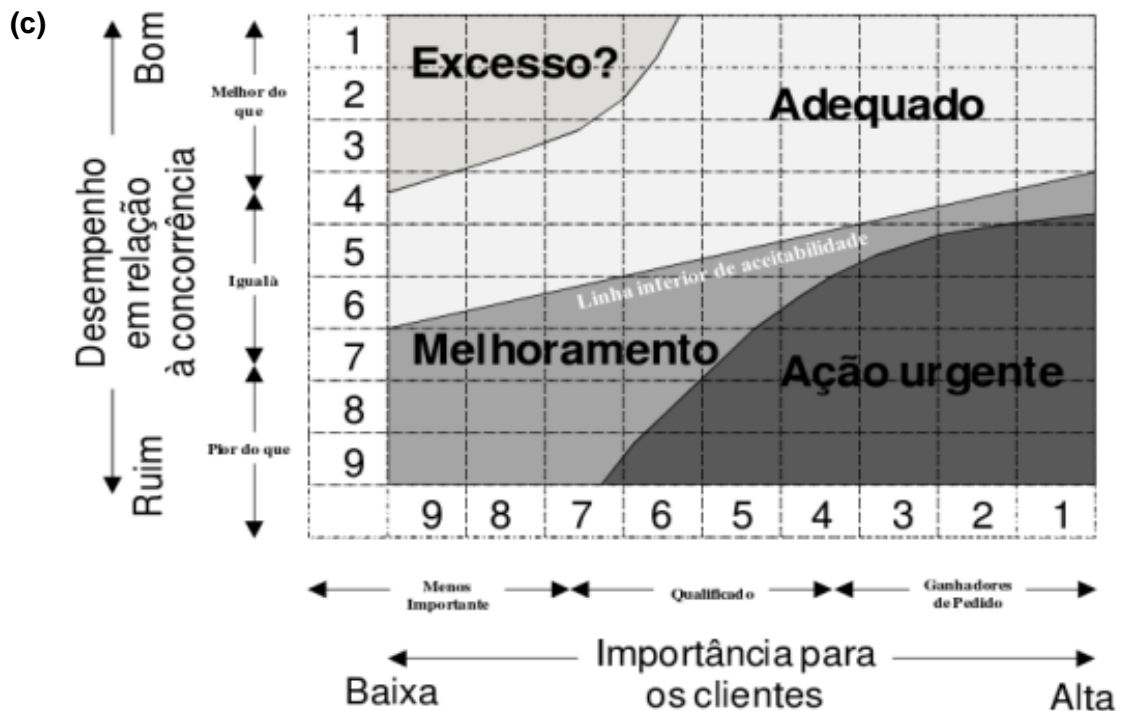 (c)
Bom
Ruim
Desempenho
em relação
à concorrência
Melhor do
que
Igualà
Pior do que
1
2
3
4
5
6
7
8
9
Excesso?
Adequado
Linha inferior de aceitabilidade
Melhoramento
Ação urgente
9 8 7 6 5 4 3 2 1
Menos
Importante
Qualificado
Ganhadores
de Pedido
Importância para
os clientes
Baixa
Alta